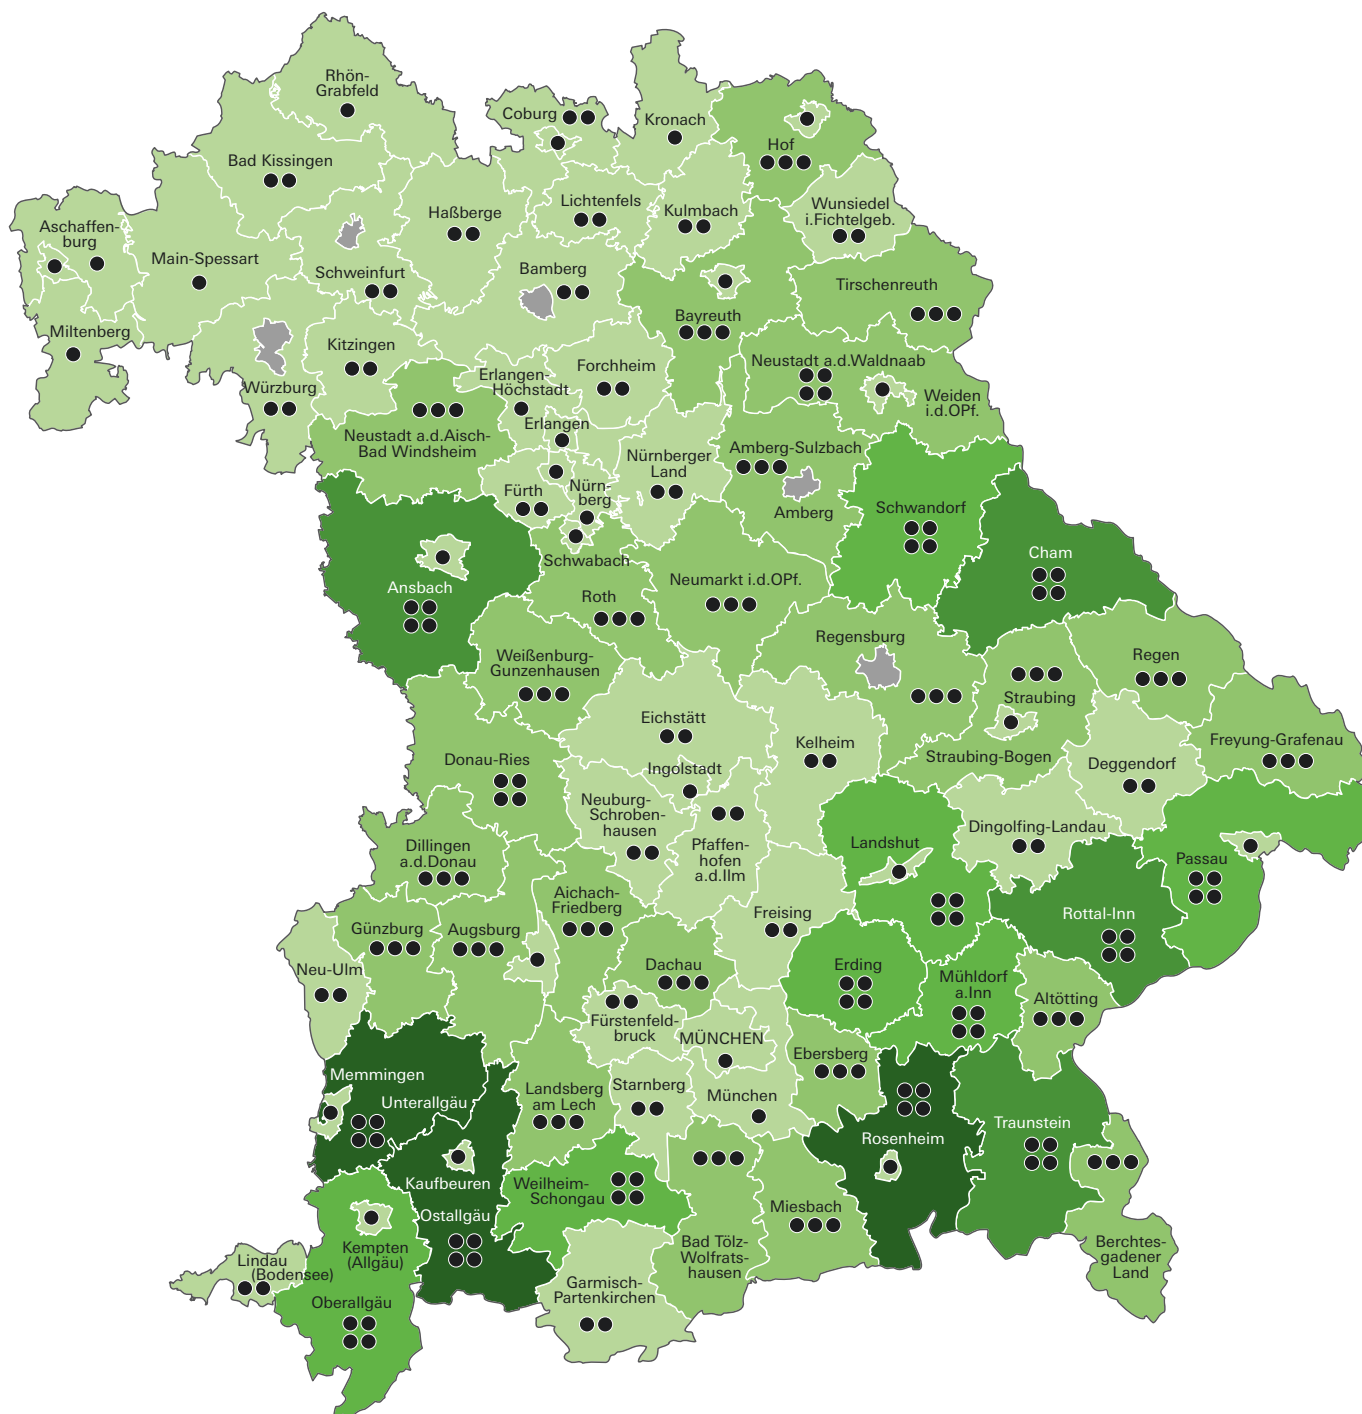 Rhön-
Grabfeld
Coburg
Kronach
Hof
Bad Kissingen
Lichtenfels
Kulmbach
Wunsiedel
i.Fichtelgeb.
Haßberge
Aschaffen-
burg
Main-Spessart
Schweinfurt
Bamberg
Tirschenreuth
Bayreuth
Miltenberg
Kitzingen
Neustadt a.d.Waldnaab
Forchheim
Erlangen-
Höchstadt
Würzburg
Weiden
i.d.OPf.
Erlangen
Neustadt a.d.Aisch-
Bad Windsheim
Amberg-Sulzbach
Nürnberger
Land
Fürth
Nürn-
berg
Amberg
Schwandorf
Cham
Schwabach
Ansbach
Neumarkt i.d.OPf.
Roth
Regensburg
Weißenburg-
Gunzenhausen
Regen
Straubing
Eichstätt
Kelheim
Freyung-Grafenau
Straubing-Bogen
Deggendorf
Donau-Ries
Ingolstadt
Neuburg-
Schroben-
hausen
Dingolfing-Landau
Landshut
Pfaffen-
hofen
a.d.Ilm
Dillingen
a.d.Donau
Passau
Aichach-
Friedberg
Freising
Rottal-Inn
Günzburg
Augsburg
Neu-Ulm
Dachau
Erding
Mühldorf
a.Inn
Altötting
Fürstenfeld-
bruck
MÜNCHEN
Ebersberg
Memmingen
Unterallgäu
Landsberg
am Lech
Starnberg
München
Traunstein
Rosenheim
Kaufbeuren
Weilheim-
Schongau
Ostallgäu
Miesbach
Kempten
(Allgäu)
Bad Tölz-
Wolfrats-
hausen
Berchtes-
gadener
Land
Lindau
(Bodensee)
Garmisch-
Partenkirchen
Oberallgäu